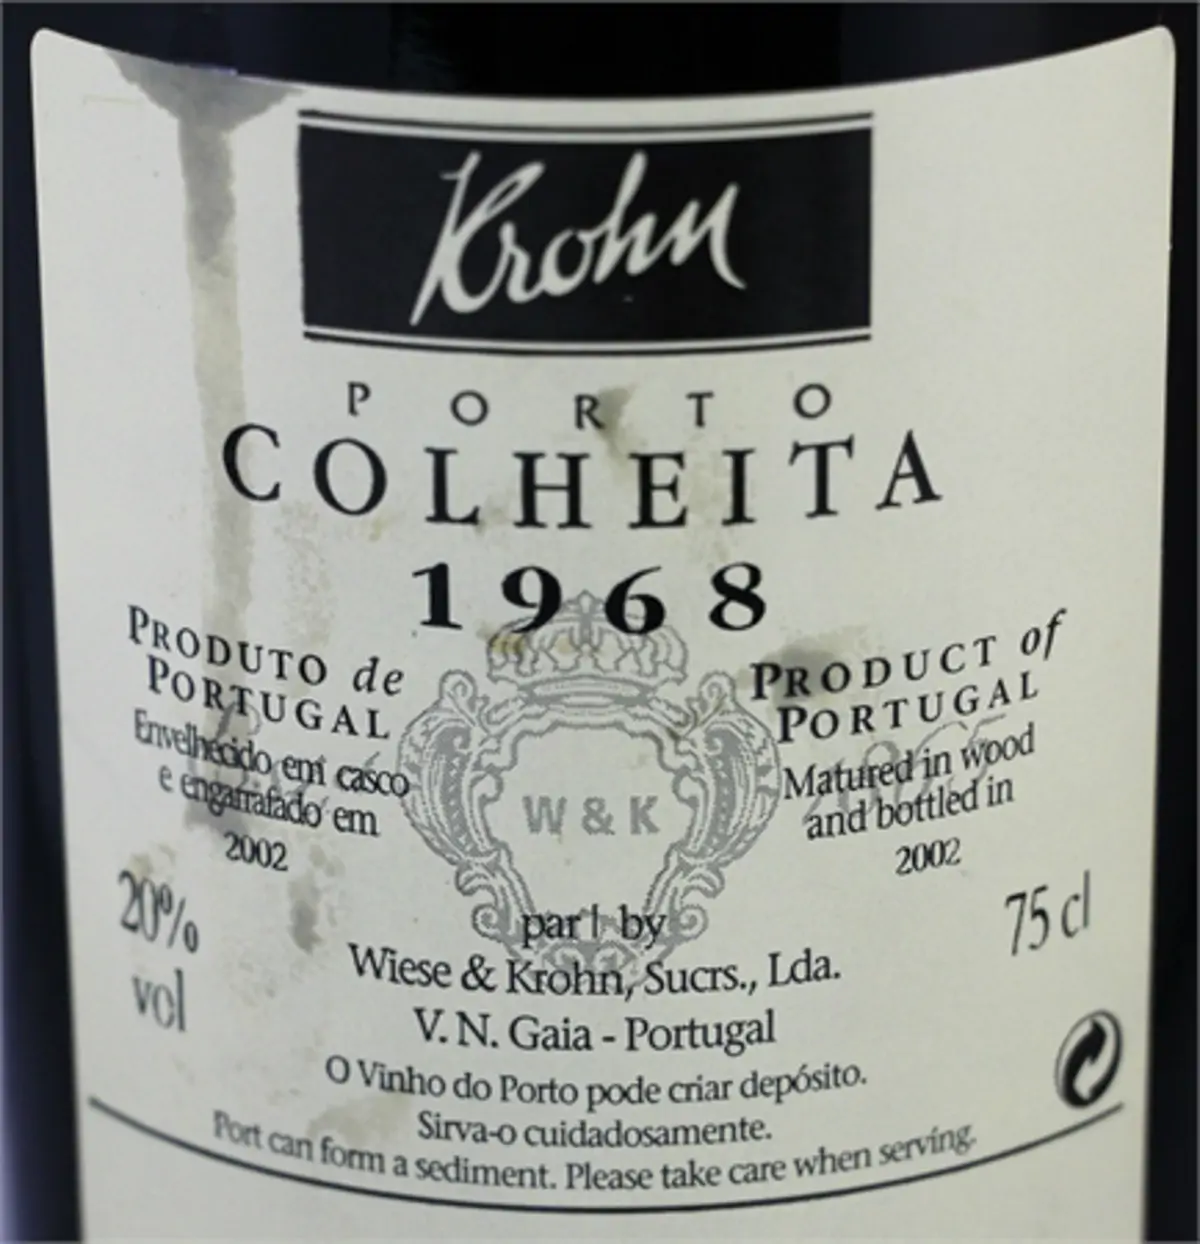 Krohn
PORTO
COLHEITA
1968
PRODUTO de
PORTUGAL
Envelhecido em casco
e engarrafado em
2002
PRODUCT of
PORTUGAL
Matured in wood
and bottled in
2002
W & K
20%
vol
75 cl
par | by
Wiese & Krohn, Sucrs., Lda.
V. N. Gaia - Portugal
O Vinho do Porto pode criar depósito.
Sirva-o cuidadosamente.
Port can form a sediment. Please take care when serving.